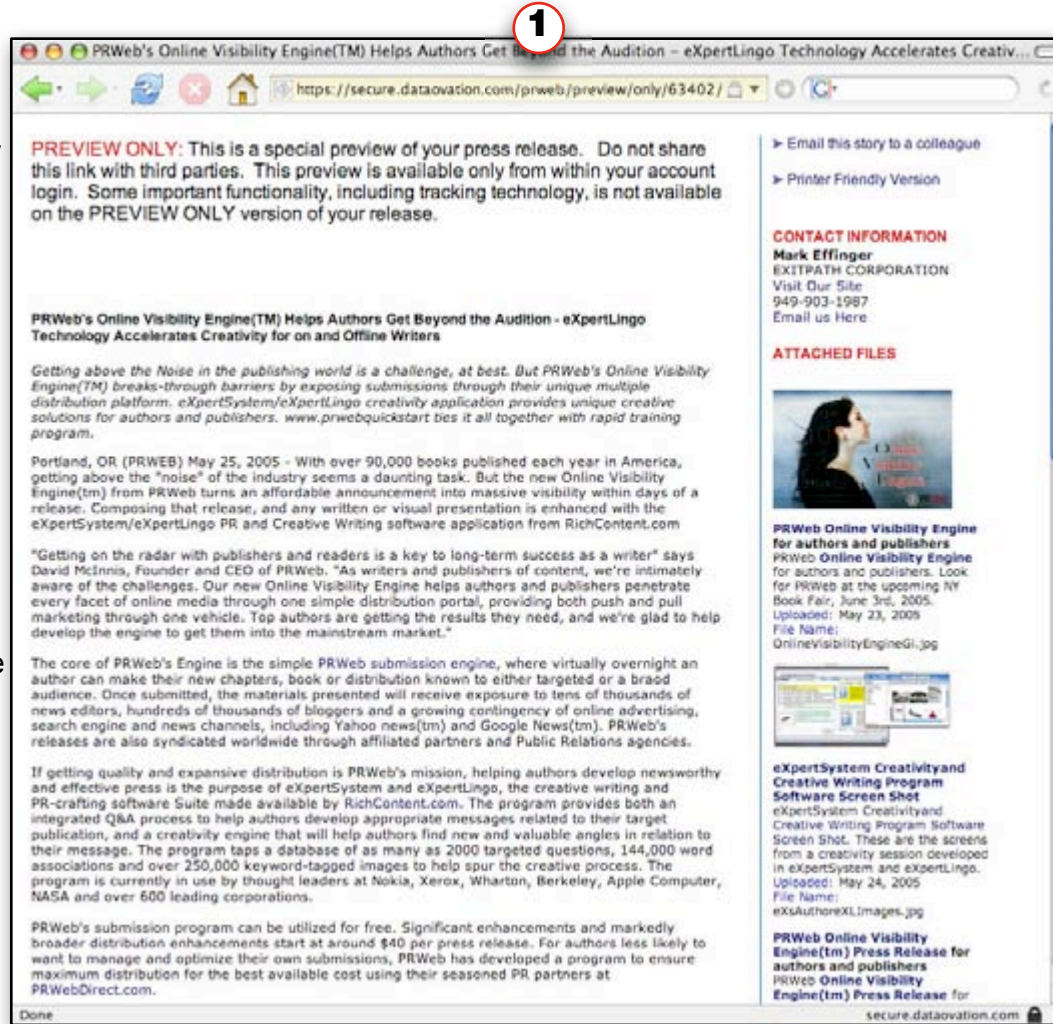 1
PRWeb's Online Visibility Engine(TM) Helps Authors Get Beyond the Audition – eXpertLingo Technology Accelerates Creativ...
https://secure.dataovation.com/prweb/preview/only/63402/
PREVIEW ONLY: This is a special preview of your press release. Do not share
this link with third parties. This preview is available only from within your account
login. Some important functionality, including tracking technology, is not available
on the PREVIEW ONLY version of your release.
PRWeb's Online Visibility Engine(TM) Helps Authors Get Beyond the Audition - eXpertLingo
Technology Accelerates Creativity for on and Offline Writers
Getting above the Noise in the publishing world is a challenge, at best. But PRWeb's Online Visibility
Engine(TM) breaks-through barriers by exposing submissions through their unique multiple
distribution platform. eXpertSystem/eXpertLingo creativity application provides unique creative
solutions for authors and publishers. www.prwebquickstart ties it all together with rapid training
program.
Portland, OR (PRWEB) May 25, 2005 - With over 90,000 books published each year in America,
getting above the "noise" of the industry seems a daunting task. But the new Online Visibility
Engine(tm) from PRWeb turns an affordable announcement into massive visibility within days of a
release. Composing that release, and any written or visual presentation is enhanced with the
eXpertSystem/eXpertLingo PR and Creative Writing software application from RichContent.com
"Getting on the radar with publishers and readers is a key to long-term success as a writer" says
David McInnis, Founder and CEO of PRWeb. "As writers and publishers of content, we're intimately
aware of the challenges. Our new Online Visibility Engine helps authors and publishers penetrate
every facet of online media through one simple distribution portal, providing both push and pull
marketing through one vehicle. Top authors are getting the results they need, and we're glad to help
develop the engine to get them into the mainstream market."
The core of PRWeb's Engine is the simple PRWeb submission engine, where virtually overnight an
author can make their new chapters, book or distribution known to either targeted or a braod
audience. Once submitted, the materials presented will receive exposure to tens of thousands of
news editors, hundreds of thousands of bloggers and a growing contingency of online advertising,
search engine and news channels, including Yahoo news(tm) and Google News(tm). PRWeb's
releases are also syndicated worldwide through affiliated partners and Public Relations agencies.
If getting quality and expansive distribution is PRWeb's mission, helping authors develop newsworthy
and effective press is the purpose of eXpertSystem and eXpertLingo, the creative writing and
PR-crafting software Suite made available by RichContent.com. The program provides both an
integrated Q&A process to help authors develop appropriate messages related to their target
publication, and a creativity engine that will help authors find new and valuable angles in relation to
their message. The program taps a database of as many as 2000 targeted questions, 144,000 word
associations and over 250,000 keyword-tagged images to help spur the creative process. The
program is currently in use by thought leaders at Nokia, Xerox, Wharton, Berkeley, Apple Computer,
NASA and over 600 leading corporations.
PRWeb's submission program can be utilized for free. Significant enhancements and markedly
broader distribution enhancements start at around $40 per press release. For authors less likely to
want to manage and optimize their own submissions, PRWeb has developed a program to ensure
maximum distribution for the best available cost using their seasoned PR partners at
PRWebDirect.com.
Email this story to a colleague
Printer Friendly Version
CONTACT INFORMATION
Mark Effinger
EXITPATH CORPORATION
Visit Our Site
949-903-1987
Email us Here
ATTACHED FILES
Online
Visibility
Engine
PRWeb Online Visibility Engine
for authors and publishers
PRWeb Online Visibility Engine
for authors and publishers. Look
for PRWeb at the upcoming NY
Book Fair, June 3rd, 2005.
Uploaded: May 23, 2005
File Name:
OnlineVisibilityEngineGi.jpg
eXpertSystem Creativityand
Creative Writing Program
Software Screen Shot
eXpertSystem Creativityand
Creative Writing Program Software
Screen Shot. These are the screens
from a creativity session developed
in eXpertSystem and eXpertLingo.
Uploaded: May 24, 2005
File Name:
eXsAuthoreXLImages.jpg
PRWeb Online Visibility
Engine(tm) Press Release for
authors and publishers
PRWeb Online Visibility
Engine(tm) Press Release for
Done
secure.dataovation.com